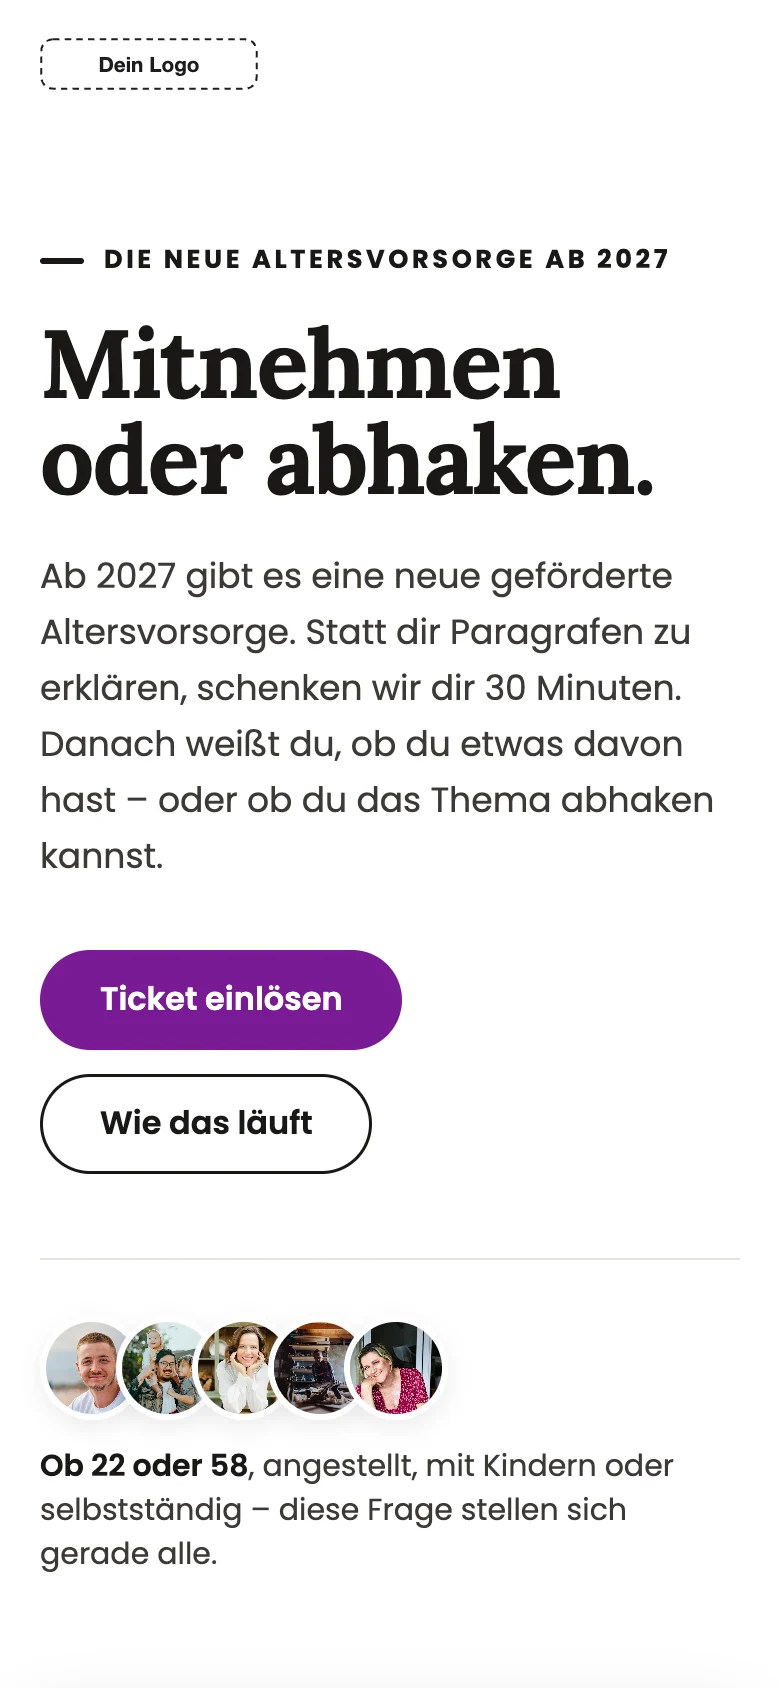 Dein Logo
DIE NEUE ALTERSVORSORGE AB 2027
Mitnehmen
oder abhaken.
Ab 2027 gibt es eine neue geförderte
Altersvorsorge. Statt dir Paragrafen zu
erklären, schenken wir dir 30 Minuten.
Danach weißt du, ob du etwas davon
hast – oder ob du das Thema abhaken
kannst.
Ticket einlösen
Wie das läuft
Ob 22 oder 58, angestellt, mit Kindern oder
selbstständig – diese Frage stellen sich
gerade alle.